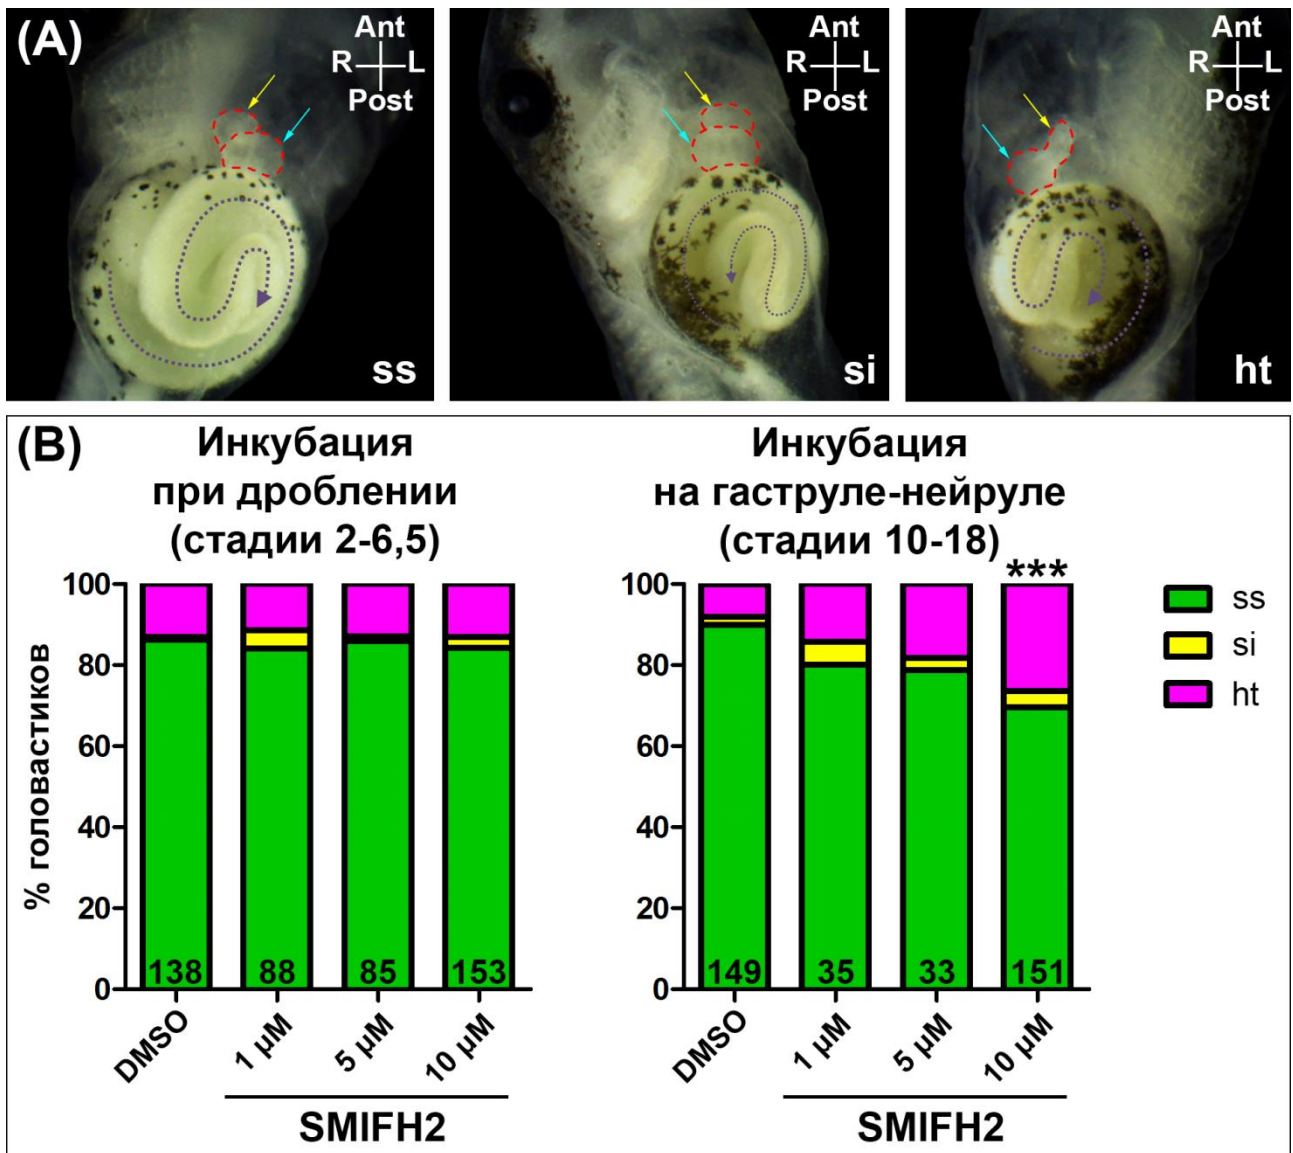 (A)
Ant
R
L
Post
ss
Ant
R
L
Post
si
Ant
R
L
Post
ht
(B)
Инкубация
при дроблении
(стадии 2-6,5)
Инкубация
на гаструле-нейруле
(стадии 10-18)
% головастиков
100
80
60
40
20
0
138
88
85
153
DMSO
1 µM
5 µM
10 µM
SMIFH2
100
80
60
40
20
0
***
149
35
33
151
DMSO
1 µM
5 µM
10 µM
SMIFH2
ss
si
ht